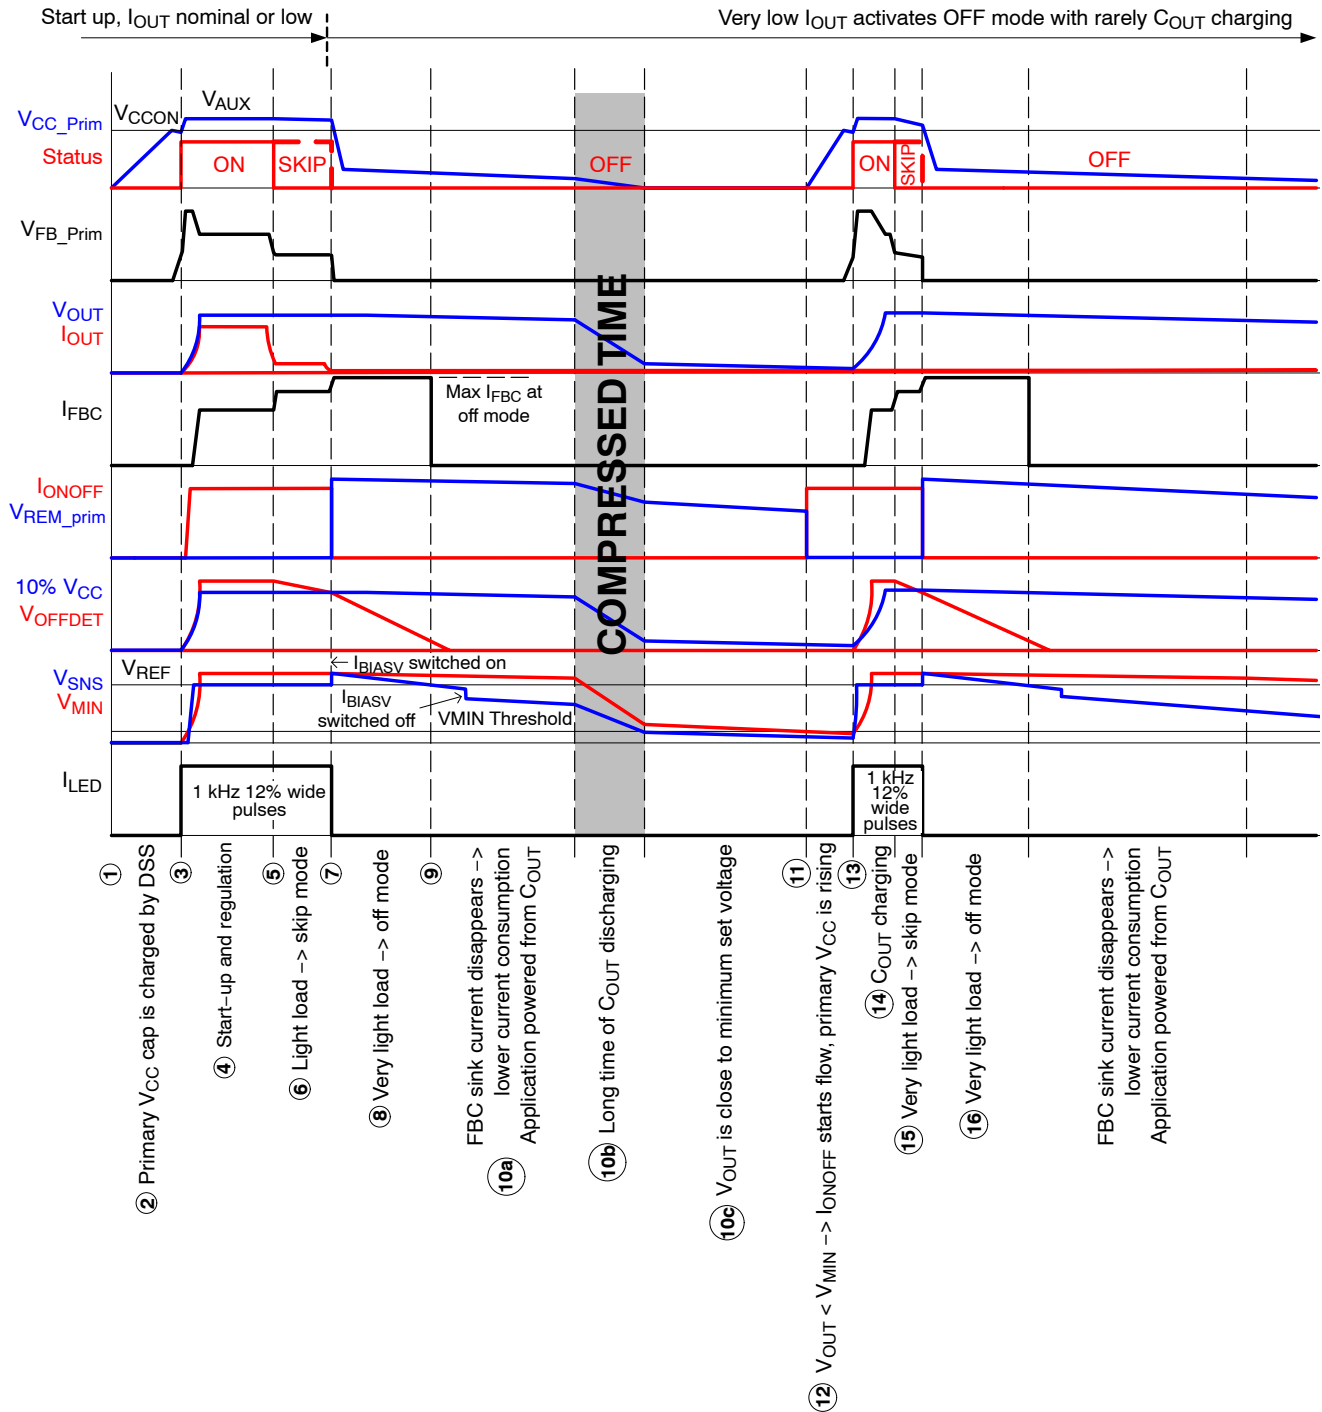 Start up, IOUT nominal or low
Very low IOUT activates OFF mode with rarely COUT charging
VCCON
VAUX
VCC_Prim
Status
ON
SKIP
OFF
ON
SKIP
OFF
VFB_Prim
VOUT
IOUT
COMPRESSED TIME
IFBC
Max IFBC at
off mode
IONOFF
VREM_prim
10% VCC
VOFFDET
VREF
IBIASV switched on
VSNS
VMIN
IBIASV
switched off
VMIN Threshold
ILED
1 kHz 12% wide
pulses
1 kHz
12%
wide
pulses
1
2 Primary VCC cap is charged by DSS
3
4 Start-up and regulation
5
6 Light load -> skip mode
7
8 Very light load -> off mode
9
10a
FBC sink current disappears ->
lower current consumption
Application powered from COUT
10b Long time of COUT discharging
10c VOUT is close to minimum set voltage
11
12 VOUT < VMIN -> IONOFF starts flow, primary VCC is rising
13
14 COUT charging
15 Very light load -> skip mode
16 Very light load -> off mode
FBC sink current disappears ->
lower current consumption
Application powered from COUT